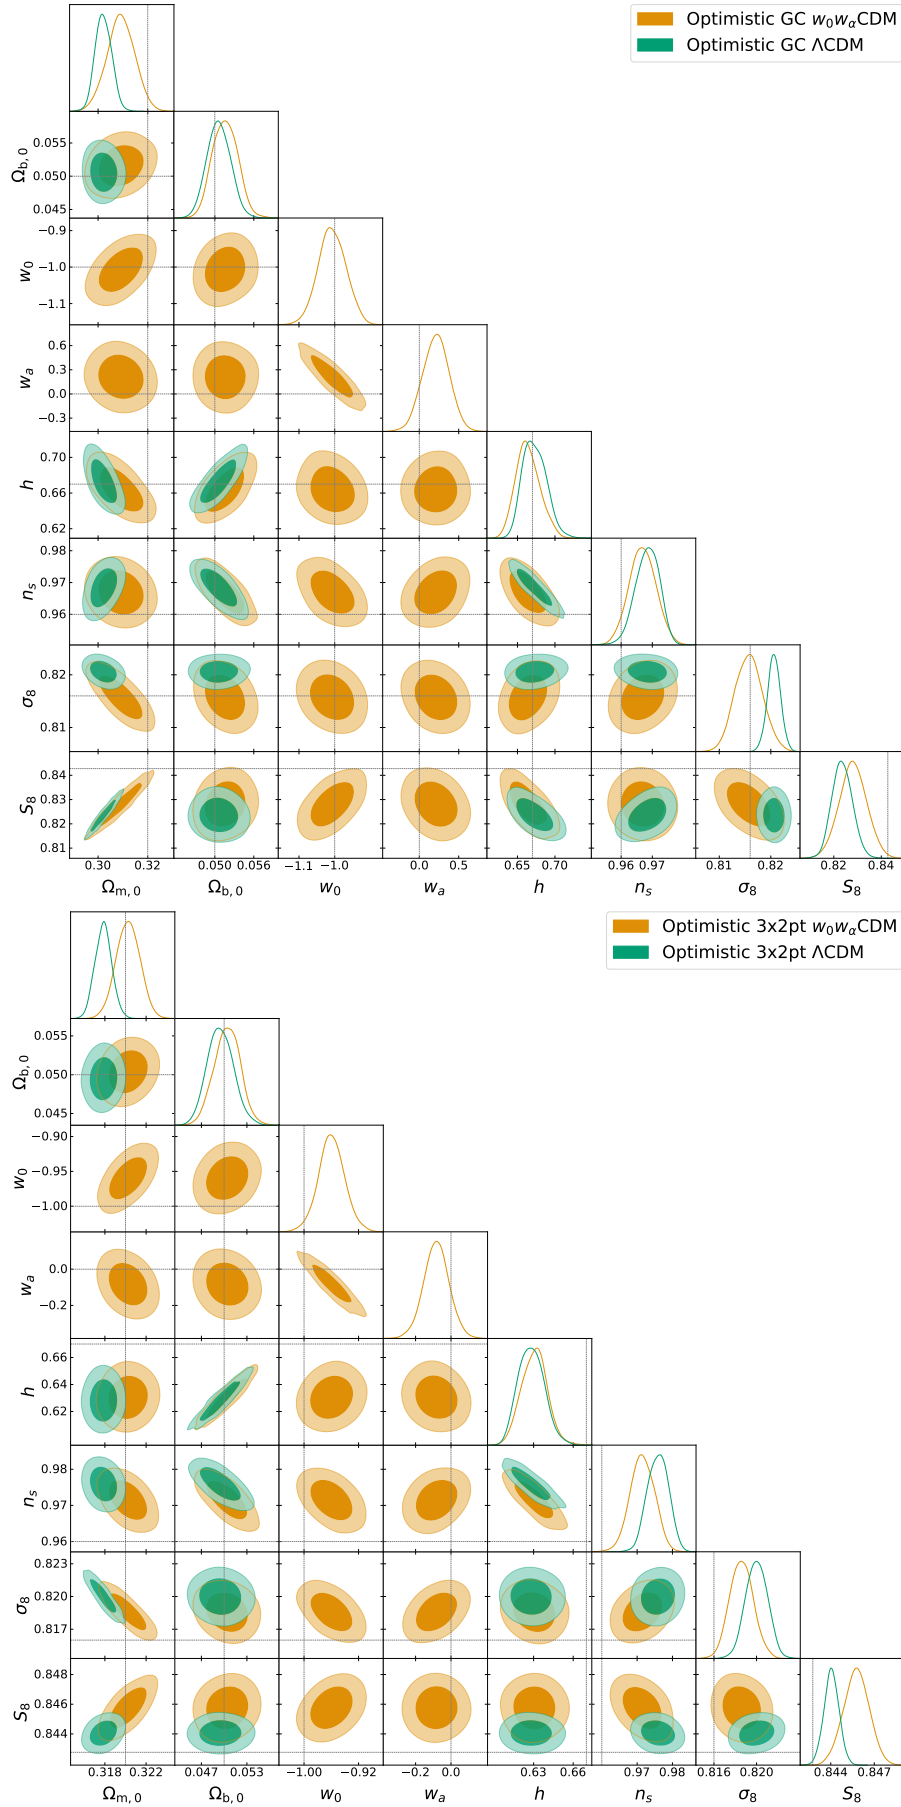 Optimistic GC w₀wₐCDM
Optimistic GC ΛCDM
0.055
0.050
0.045
Ω_b,0
−0.9
−1.0
−1.1
w₀
0.6
0.3
0.0
−0.3
wₐ
0.70
0.66
0.62
h
0.98
0.97
0.96
nₛ
0.82
0.81
σ₈
0.84
0.83
0.82
0.81
S₈
0.30 0.32 0.050 0.056 −1.1 −1.0 0.0 0.5 0.65 0.70 0.96 0.97 0.81 0.82 0.82 0.84
Ω_m,0 Ω_b,0 w₀ wₐ h nₛ σ₈ S₈
Optimistic 3x2pt w₀wₐCDM
Optimistic 3x2pt ΛCDM
0.055
0.050
0.045
Ω_b,0
−0.90
−0.95
−1.00
w₀
0.0
−0.2
wₐ
0.66
0.64
0.62
h
0.98
0.97
0.96
nₛ
0.823
0.820
0.817
σ₈
0.848
0.846
0.844
S₈
0.318 0.322 0.047 0.053 −1.00 −0.92 −0.2 0.0 0.63 0.66 0.97 0.98 0.816 0.820 0.844 0.847
Ω_m,0 Ω_b,0 w₀ wₐ h nₛ σ₈ S₈